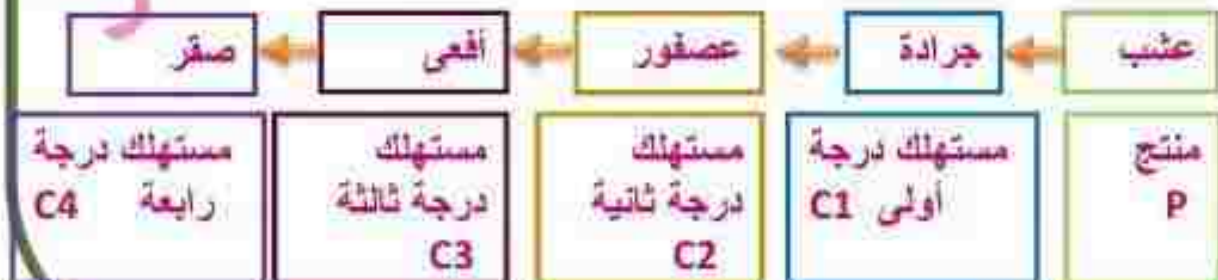 عشب
جرادة
عصفور
أفعى
صقر
منتج
P
مستهلك درجة
أولى C1
مستهلك
درجة ثانية
C2
مستهلك
درجة ثالثة
C3
مستهلك درجة
رابعة C4